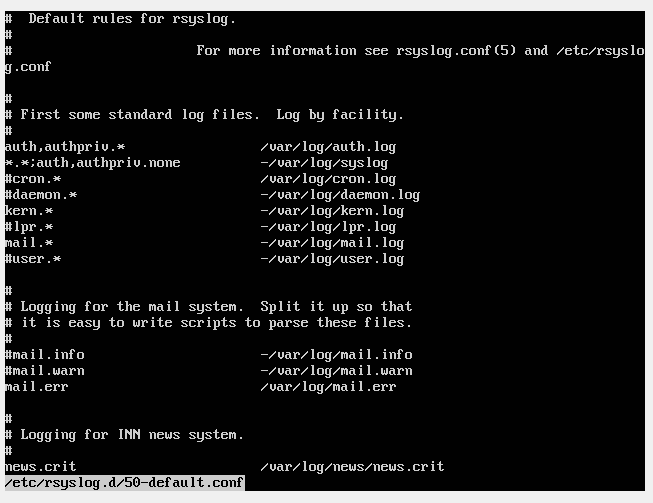 #  Default rules for rsyslog.
#
#                       For more information see rsyslog.conf(5) and /etc/rsyslo
g.conf

#
# First some standard log files.  Log by facility.
#
auth,authpriv.*                 /var/log/auth.log
*.*;auth,authpriv.none          -/var/log/syslog
#cron.*                         /var/log/cron.log
#daemon.*                       -/var/log/daemon.log
kern.*                          -/var/log/kern.log
#lpr.*                          -/var/log/lpr.log
mail.*                          -/var/log/mail.log
#user.*                         -/var/log/user.log

#
# Logging for the mail system.  Split it up so that
# it is easy to write scripts to parse these files.
#
#mail.info                      -/var/log/mail.info
#mail.warn                      -/var/log/mail.warn
mail.err                        /var/log/mail.err

#
# Logging for INN news system.
#
news.crit                       /var/log/news/news.crit
/etc/rsyslog.d/50-default.conf